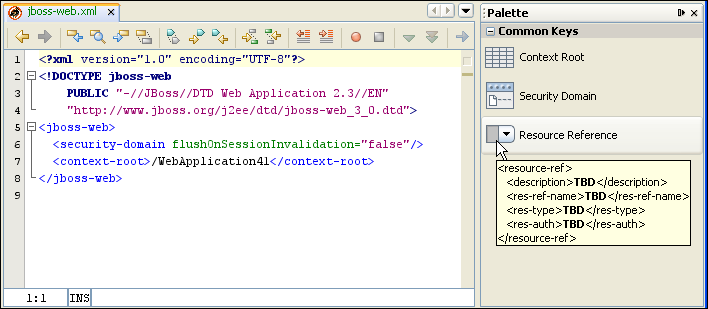 jboss-web.xml
1 <?xml version="1.0" encoding="UTF-8"?>
2 <!DOCTYPE jboss-web
3 PUBLIC "-//JBoss//DTD Web Application 2.3//EN"
4 "http://www.jboss.org/j2ee/dtd/jboss-web_3_0.dtd">
5 <jboss-web>
6 <security-domain flushOnSessionInvalidation="false"/>
7 <context-root>/WebApplication41</context-root>
8 </jboss-web>
9
1:1 INS
Palette
Common Keys
Context Root
Security Domain
Resource Reference
<resource-ref>
<description>TBD</description>
<res-ref-name>TBD</res-ref-name>
<res-type>TBD</res-type>
<res-auth>TBD</res-auth>
</resource-ref>